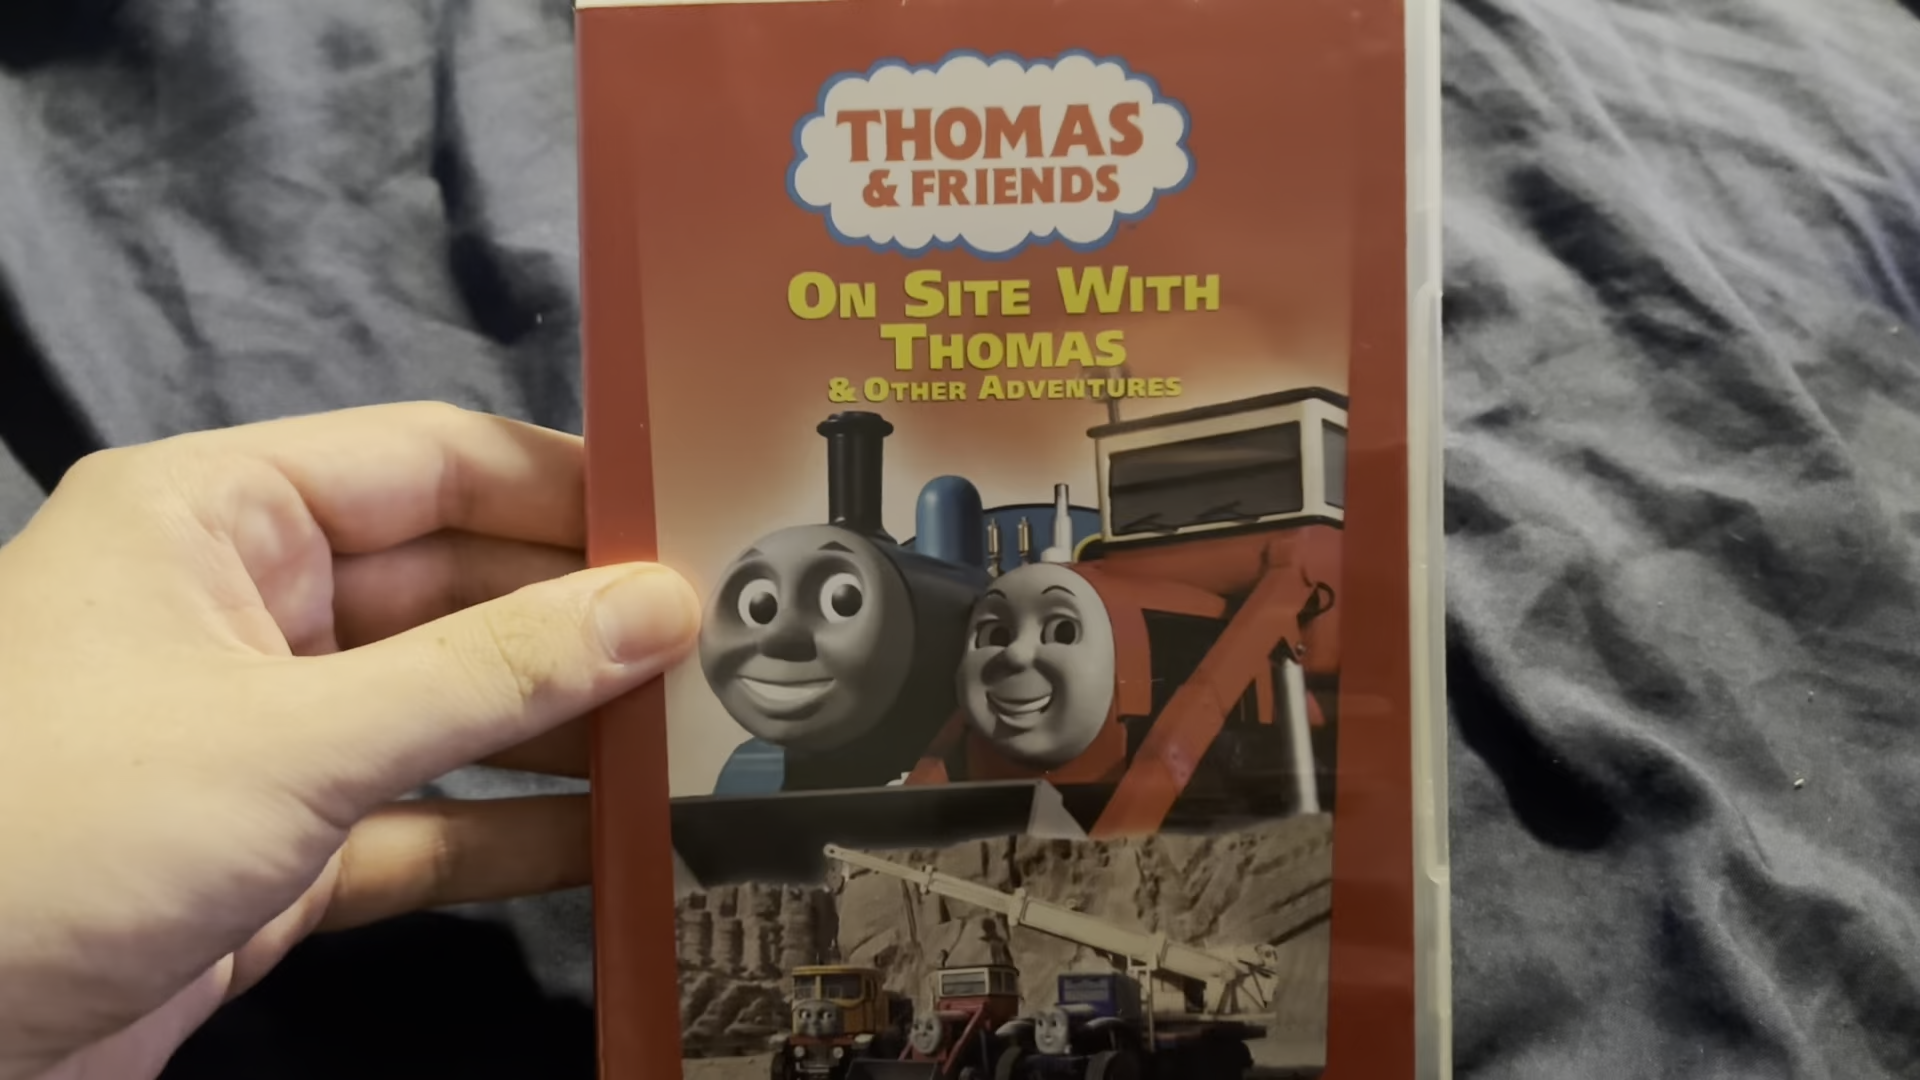 THOMAS
& FRIENDS
ON SITE WITH
THOMAS
& OTHER ADVENTURES